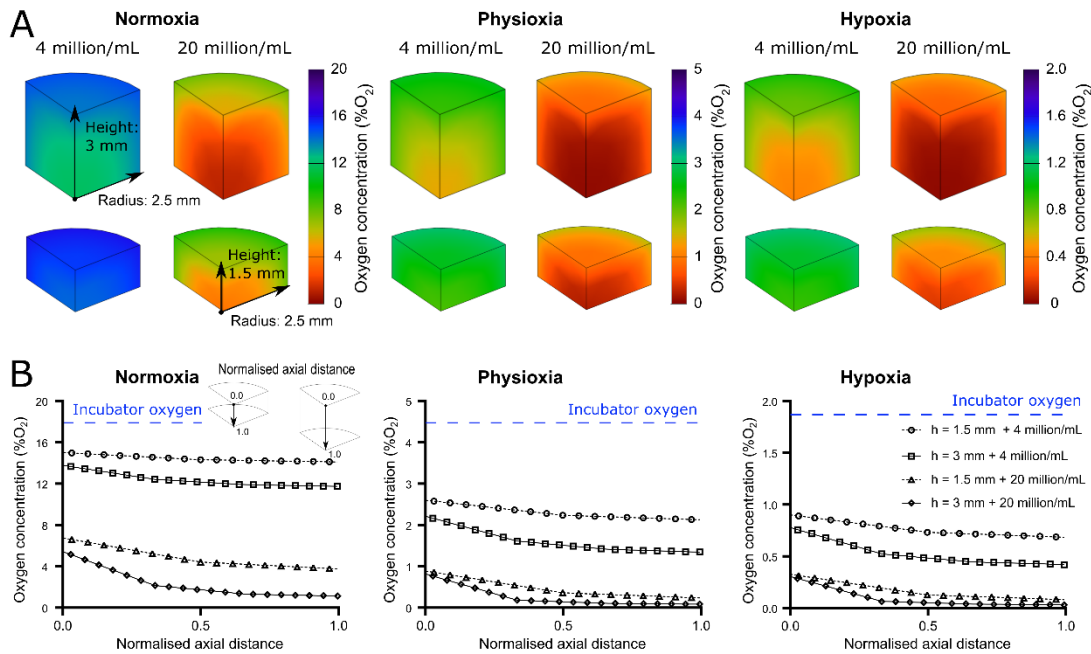 A
Normoxia
Physioxia
Hypoxia
4 million/mL
20 million/mL
4 million/mL
20 million/mL
4 million/mL
20 million/mL
Height:
3 mm
Radius: 2.5 mm
Height:
1.5 mm
Radius: 2.5 mm
20
16
12
8
4
0
Oxygen concentration (%O₂)
5
4
3
2
1
0
Oxygen concentration (%O₂)
2.0
1.6
1.2
0.8
0.4
0
Oxygen concentration (%O₂)
B
Normoxia
Normalised axial distance
0.0
1.0
0.0
1.0
Incubator oxygen
Oxygen concentration (%O₂)
20
16
12
8
4
0
0.0
0.5
1.0
Normalised axial distance
Physioxia
Incubator oxygen
Oxygen concentration (%O₂)
5
4
3
2
1
0
0.0
0.5
1.0
Normalised axial distance
Hypoxia
Incubator oxygen
h = 1.5 mm + 4 million/mL
h = 3 mm + 4 million/mL
h = 1.5 mm + 20 million/mL
h = 3 mm + 20 million/mL
Oxygen concentration (%O₂)
2.0
1.5
1.0
0.5
0.0
0.0
0.5
1.0
Normalised axial distance